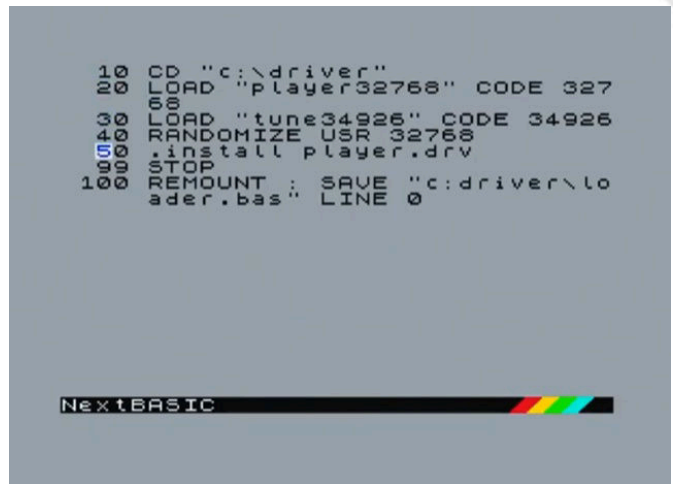 10 CD "c:\driver"
20 LOAD "player32768" CODE 327
68
30 LOAD "tune34926" CODE 34926
40 RANDOMIZE USR 32768
50 .install player.drv
99 STOP
100 REMOUNT : SAVE "c:driver\lo
ader.bas" LINE 0
NextBASIC